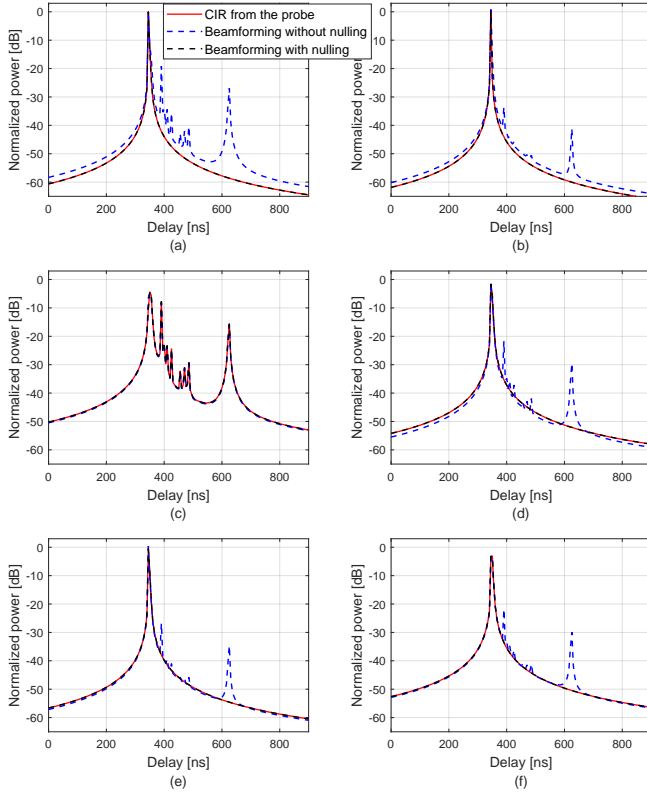 CIR from the probe
Beamforming without nulling
Beamforming with nulling
0
-10
-20
-30
-40
-50
-60
Normalized power [dB]
0 200 400 600 800
Delay [ns]
(a)
0
-10
-20
-30
-40
-50
-60
Normalized power [dB]
0 200 400 600 800
Delay [ns]
(b)
0
-10
-20
-30
-40
-50
-60
Normalized power [dB]
0 200 400 600 800
Delay [ns]
(c)
0
-10
-20
-30
-40
-50
-60
Normalized power [dB]
0 200 400 600 800
Delay [ns]
(d)
0
-10
-20
-30
-40
-50
-60
Normalized power [dB]
0 200 400 600 800
Delay [ns]
(e)
0
-10
-20
-30
-40
-50
-60
Normalized power [dB]
0 200 400 600 800
Delay [ns]
(f)